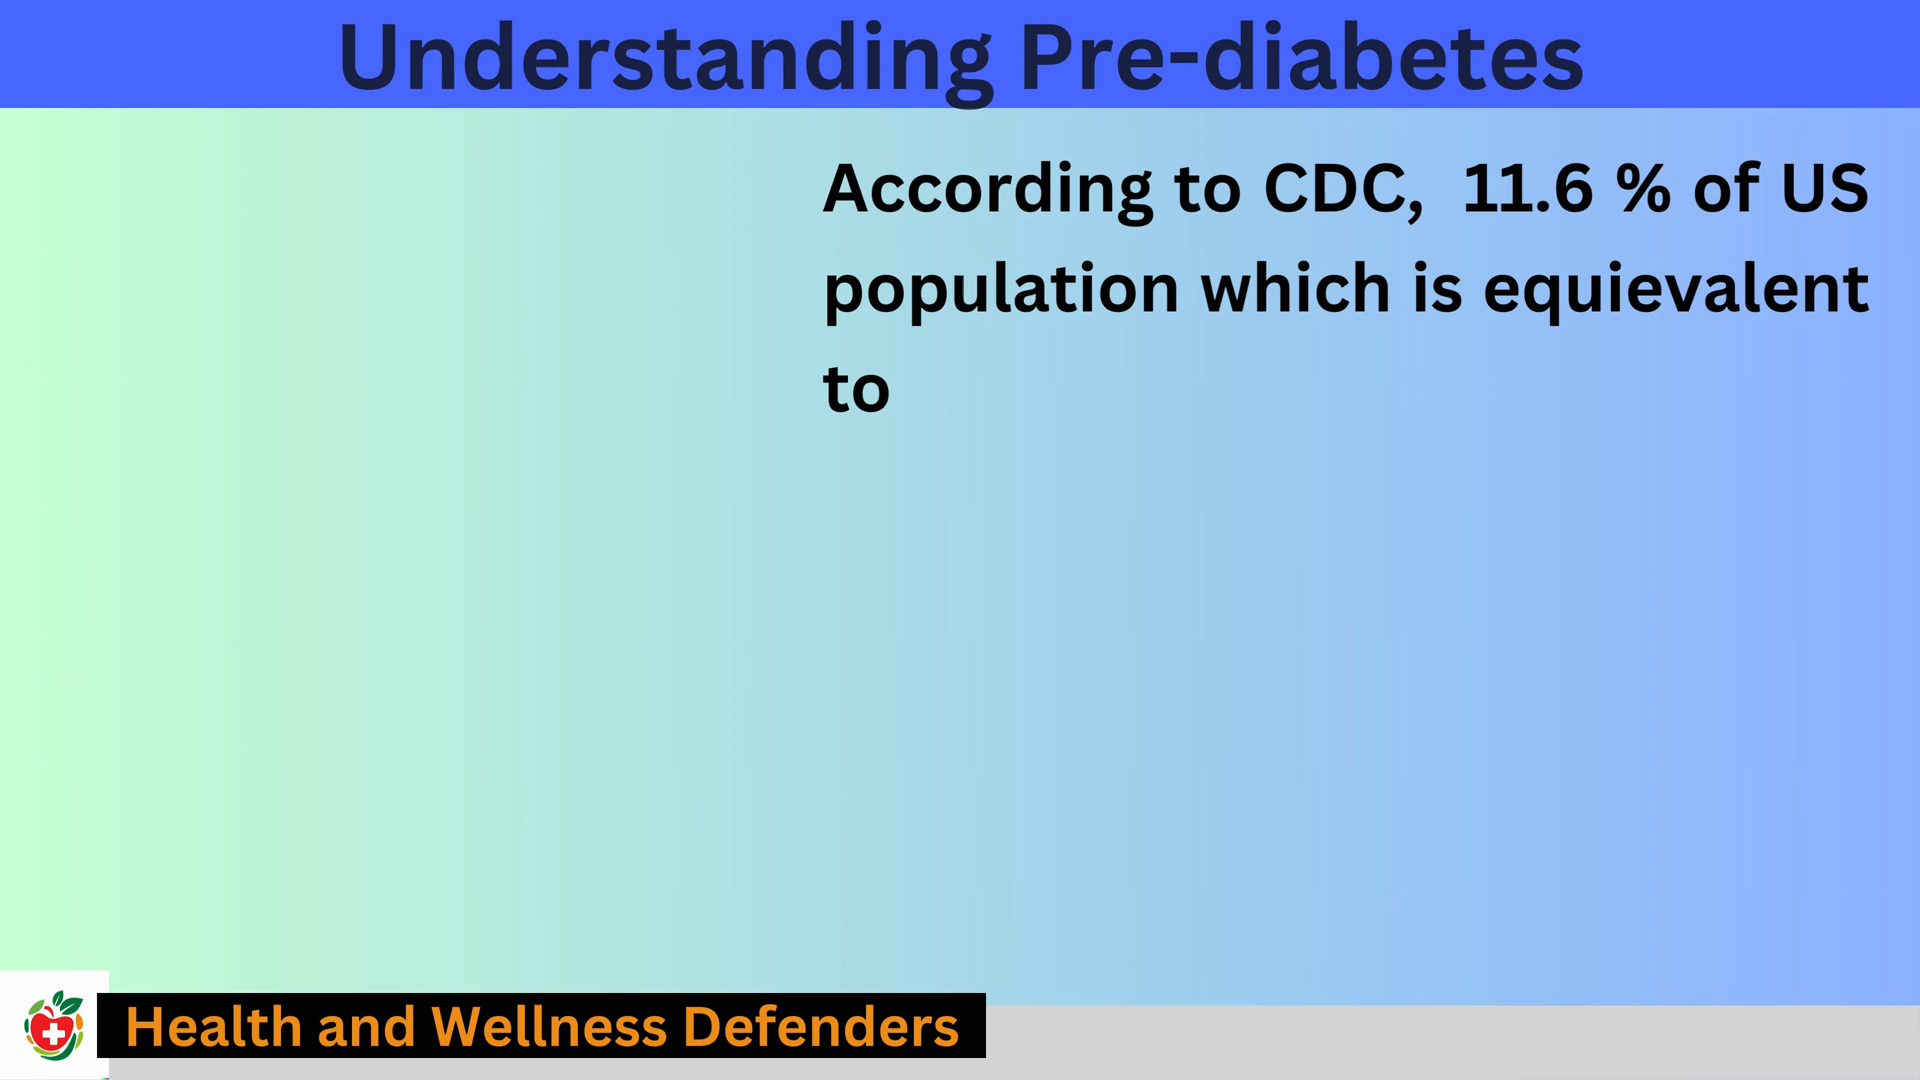 Understanding Pre-diabetes
According to CDC,  11.6 % of US
population which is equievalent
to
Health and Wellness Defenders